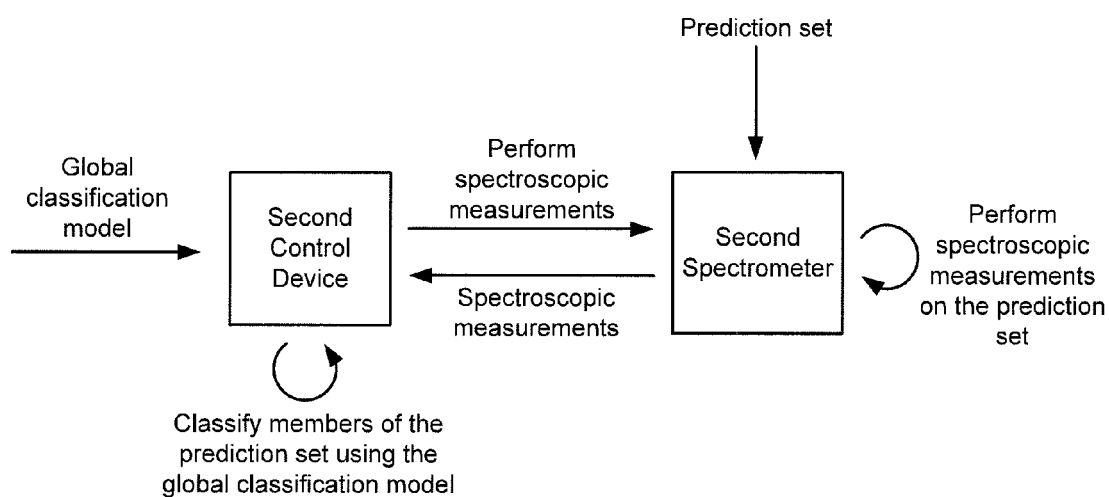 Prediction set
Global
classification
model
Second
Control
Device
Perform
spectroscopic
measurements
Spectroscopic
measurements
Second
Spectrometer
Perform
spectroscopic
measurements
on the prediction
set
Classify members of the
prediction set using the
global classification model